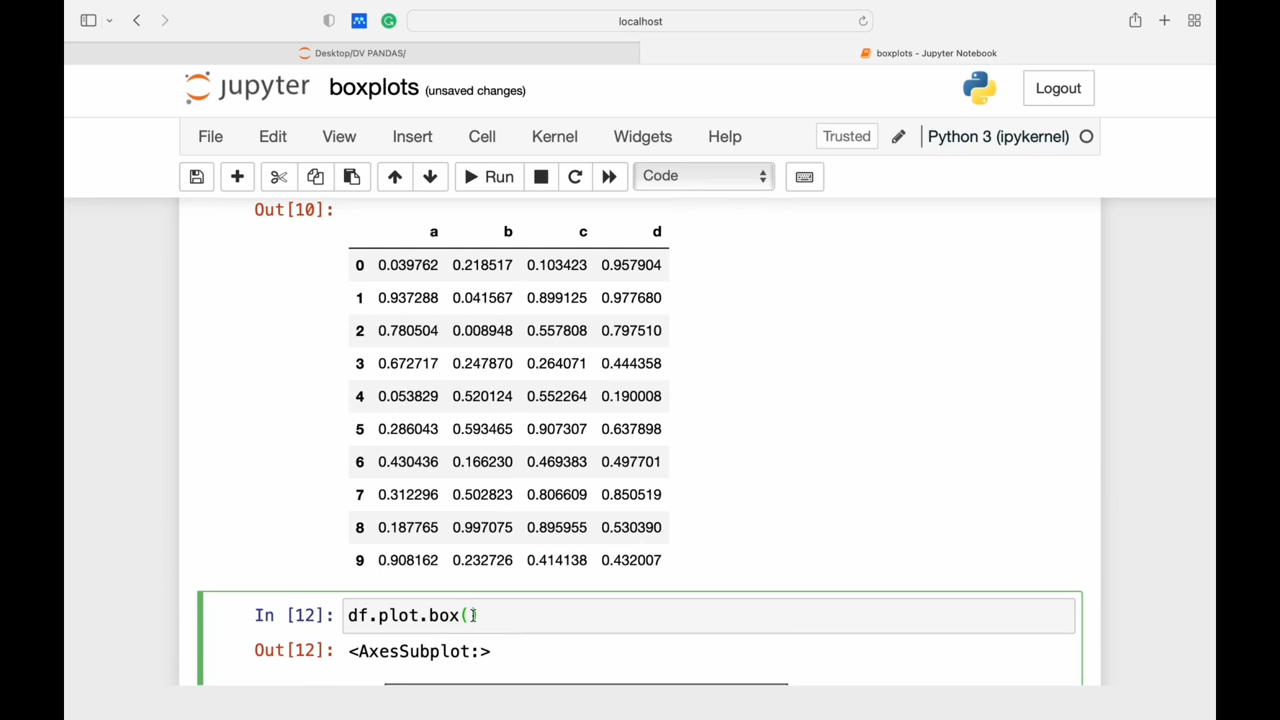 localhost
Desktop/DV PANDAS/
boxplots - Jupyter Notebook
jupyter boxplots (unsaved changes)
Logout
File Edit View Insert Cell Kernel Widgets Help
Trusted
Python 3 (ipykernel)
Run
Code
Out[10]:
a b c d
0 0.039762 0.218517 0.103423 0.957904
1 0.937288 0.041567 0.899125 0.977680
2 0.780504 0.008948 0.557808 0.797510
3 0.672717 0.247870 0.264071 0.444358
4 0.053829 0.520124 0.552264 0.190008
5 0.286043 0.593465 0.907307 0.637898
6 0.430436 0.166230 0.469383 0.497701
7 0.312296 0.502823 0.806609 0.850519
8 0.187765 0.997075 0.895955 0.530390
9 0.908162 0.232726 0.414138 0.432007
In [12]: df.plot.box()
Out[12]: <AxesSubplot:>